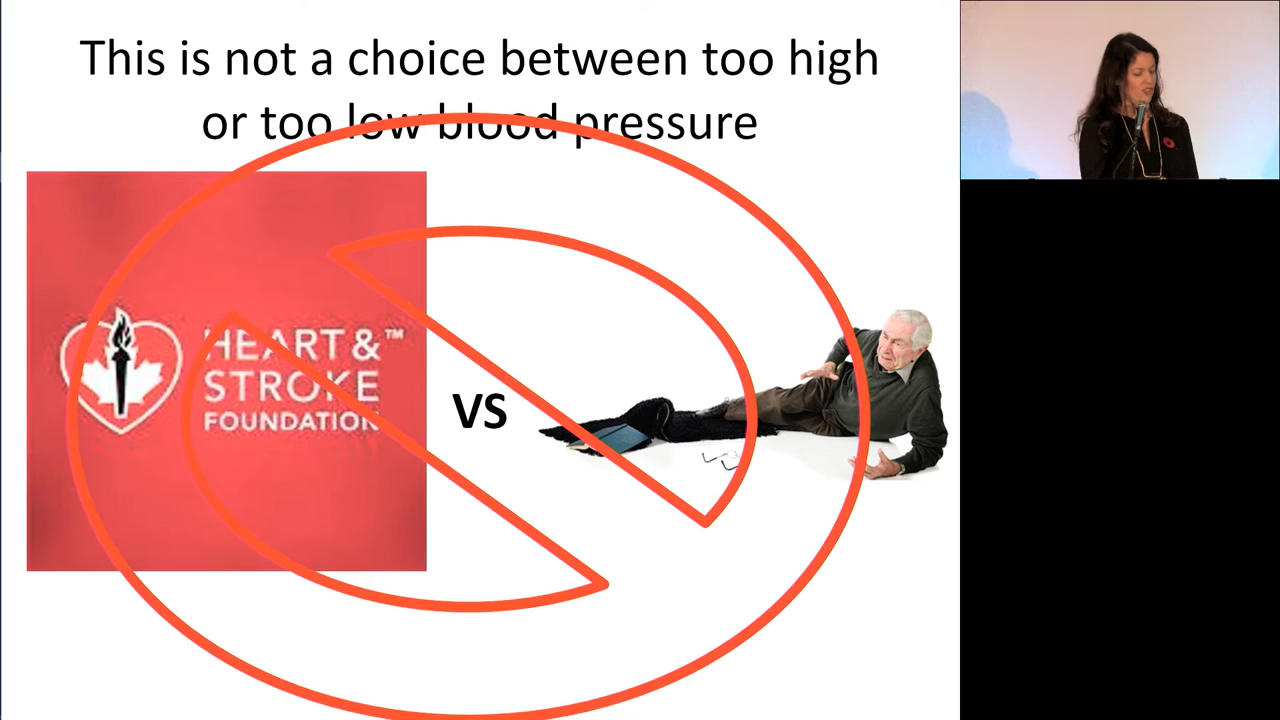 This is not a choice between too high
or too low blood pressure
HEART &™
STROKE
FOUNDATION
VS